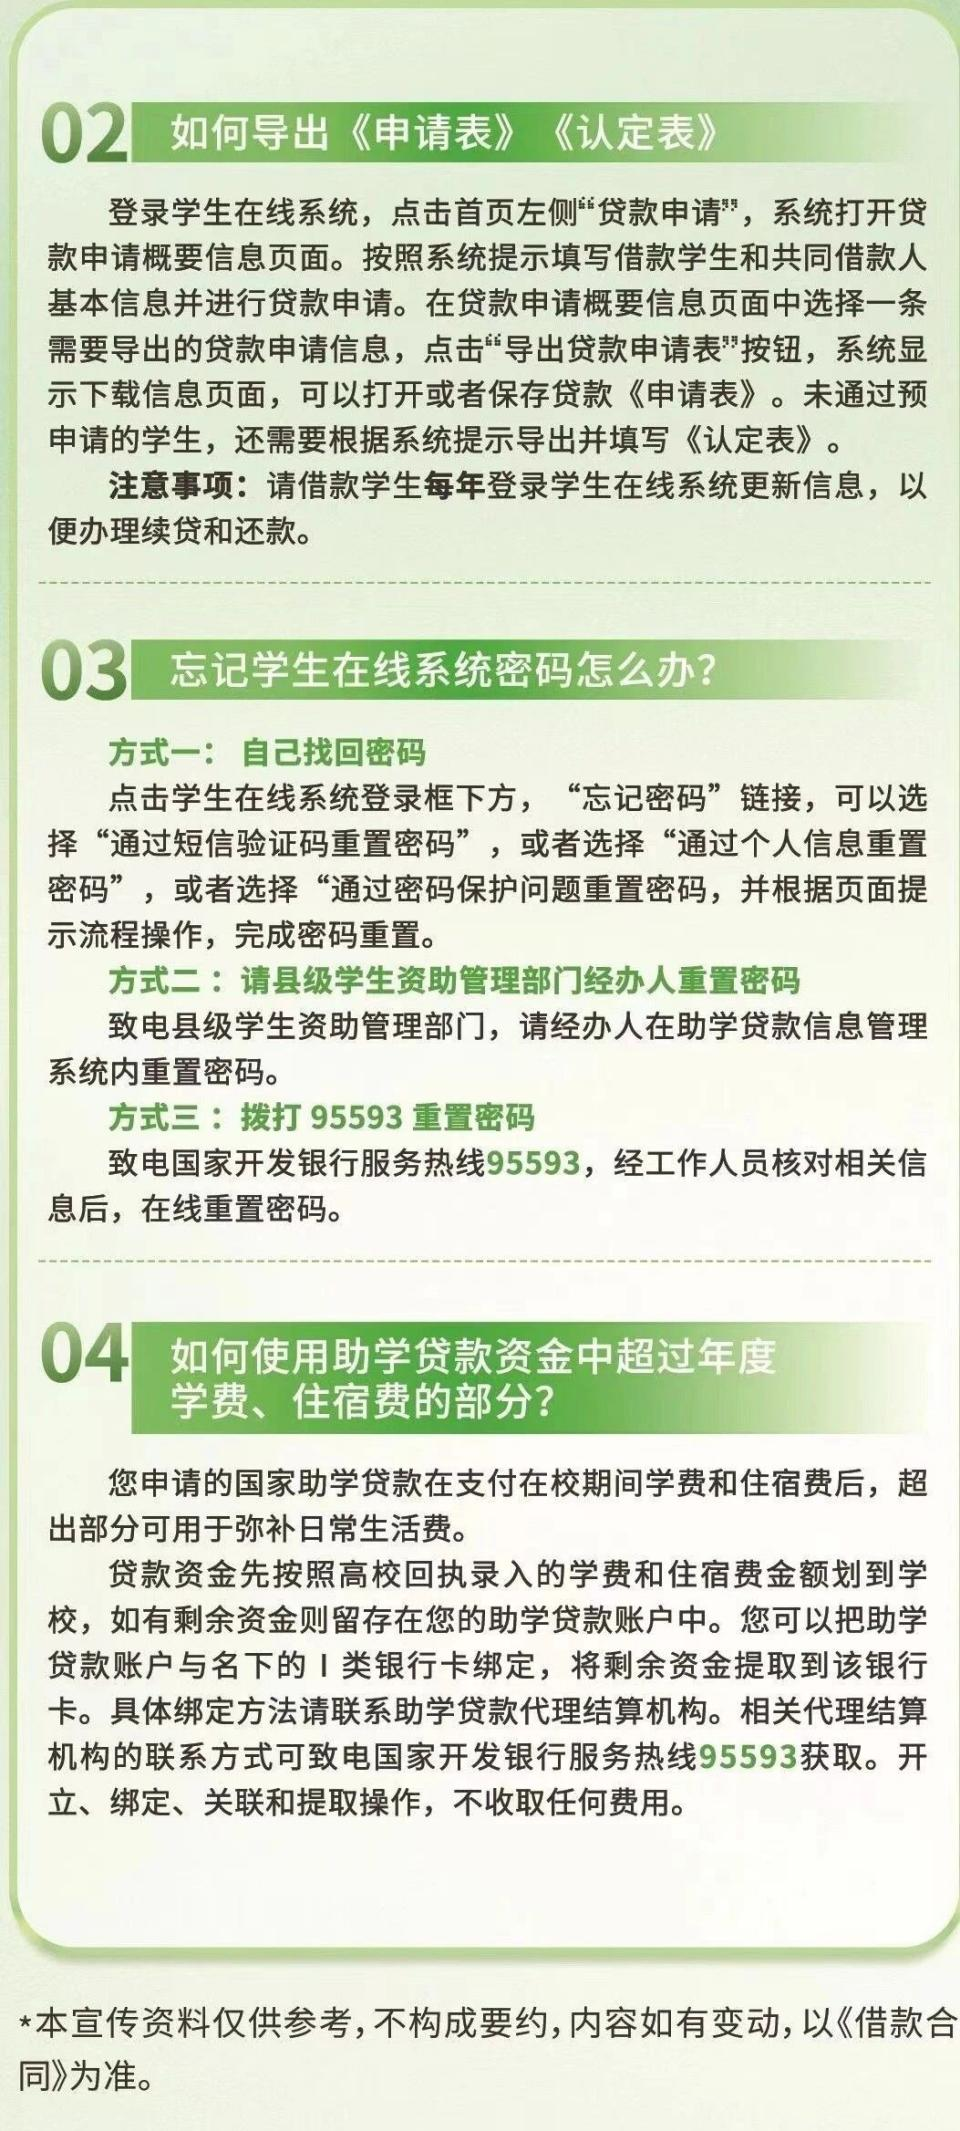 02 如何导出《申请表》《认定表》
登录学生在线系统，点击首页左侧“贷款申请”，系统打开贷
款申请概要信息页面。按照系统提示填写借款学生和共同借款人
基本信息并进行贷款申请。在贷款申请概要信息页面中选择一条
需要导出的贷款申请信息，点击“导出贷款申请表”按钮，系统显
示下载信息页面，可以打开或者保存贷款《申请表》。未通过预
申请的学生，还需要根据系统提示导出并填写《认定表》。
注意事项：请借款学生每年登录学生在线系统更新信息，以
便办理续贷和还款。
03 忘记学生在线系统密码怎么办？
方式一： 自己找回密码
点击学生在线系统登录框下方，“忘记密码”链接，可以选
择“通过短信验证码重置密码”，或者选择“通过个人信息重置
密码”，或者选择“通过密码保护问题重置密码，并根据页面提
示流程操作，完成密码重置。
方式二 ：请县级学生资助管理部门经办人重置密码
致电县级学生资助管理部门，请经办人在助学贷款信息管理
系统内重置密码。
方式三 ：拨打 95593 重置密码
致电国家开发银行服务热线95593，经工作人员核对相关信
息后，在线重置密码。
04 如何使用助学贷款资金中超过年度
学费、住宿费的部分？
您申请的国家助学贷款在支付在校期间学费和住宿费后，超
出部分可用于弥补日常生活费。
贷款资金先按照高校回执录入的学费和住宿费金额划到学
校，如有剩余资金则留存在您的助学贷款账户中。您可以把助学
贷款账户与名下的 I 类银行卡绑定，将剩余资金提取到该银行
卡。具体绑定方法请联系助学贷款代理结算机构。相关代理结算
机构的联系方式可致电国家开发银行服务热线95593获取。开
立、绑定、关联和提取操作，不收取任何费用。
*本宣传资料仅供参考，不构成要约，内容如有变动，以《借款合
同》为准。